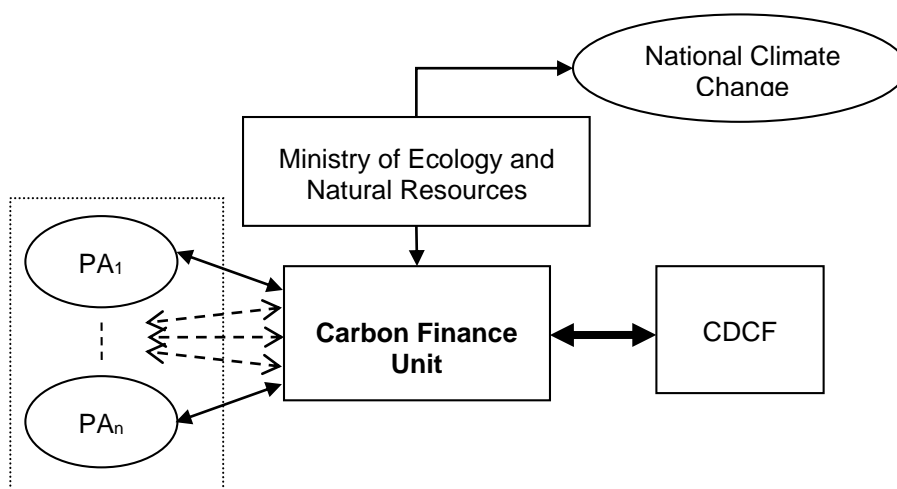 National Climate
Change
Ministry of Ecology and
Natural Resources
PA₁
Carbon Finance
Unit
CDCF
PAₙ